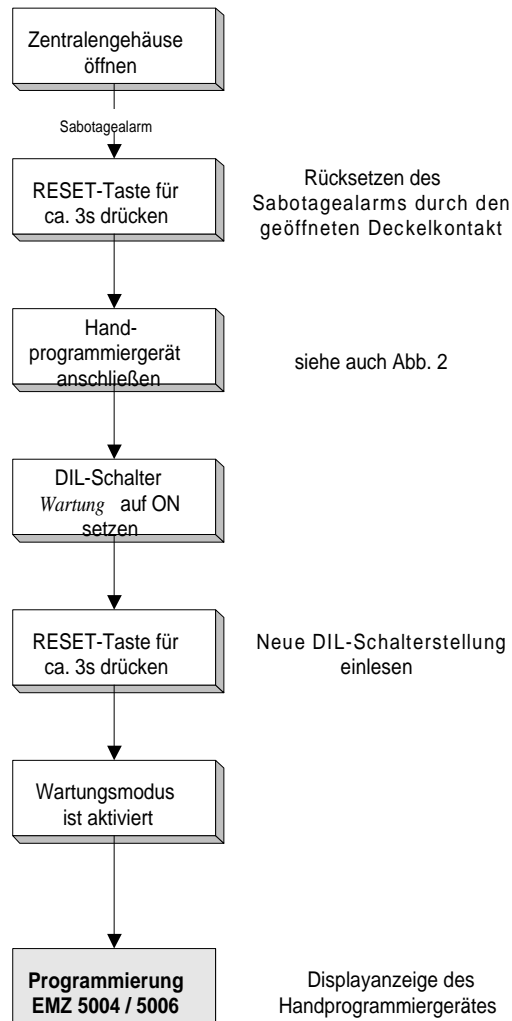 Zentralengehäuse
öffnen
Sabotagealarm
RESET-Taste für
ca. 3s drücken
Rücksetzen des
Sabotagealarms durch den
geöffneten Deckelkontakt
Hand-
programmiergerät
anschließen
siehe auch Abb. 2
DIL-Schalter
Wartung auf ON
setzen
RESET-Taste für
ca. 3s drücken
Neue DIL-Schalterstellung
einlesen
Wartungsmodus
ist aktiviert
Programmierung
EMZ 5004 / 5006
Displayanzeige des
Handprogrammiergerätes